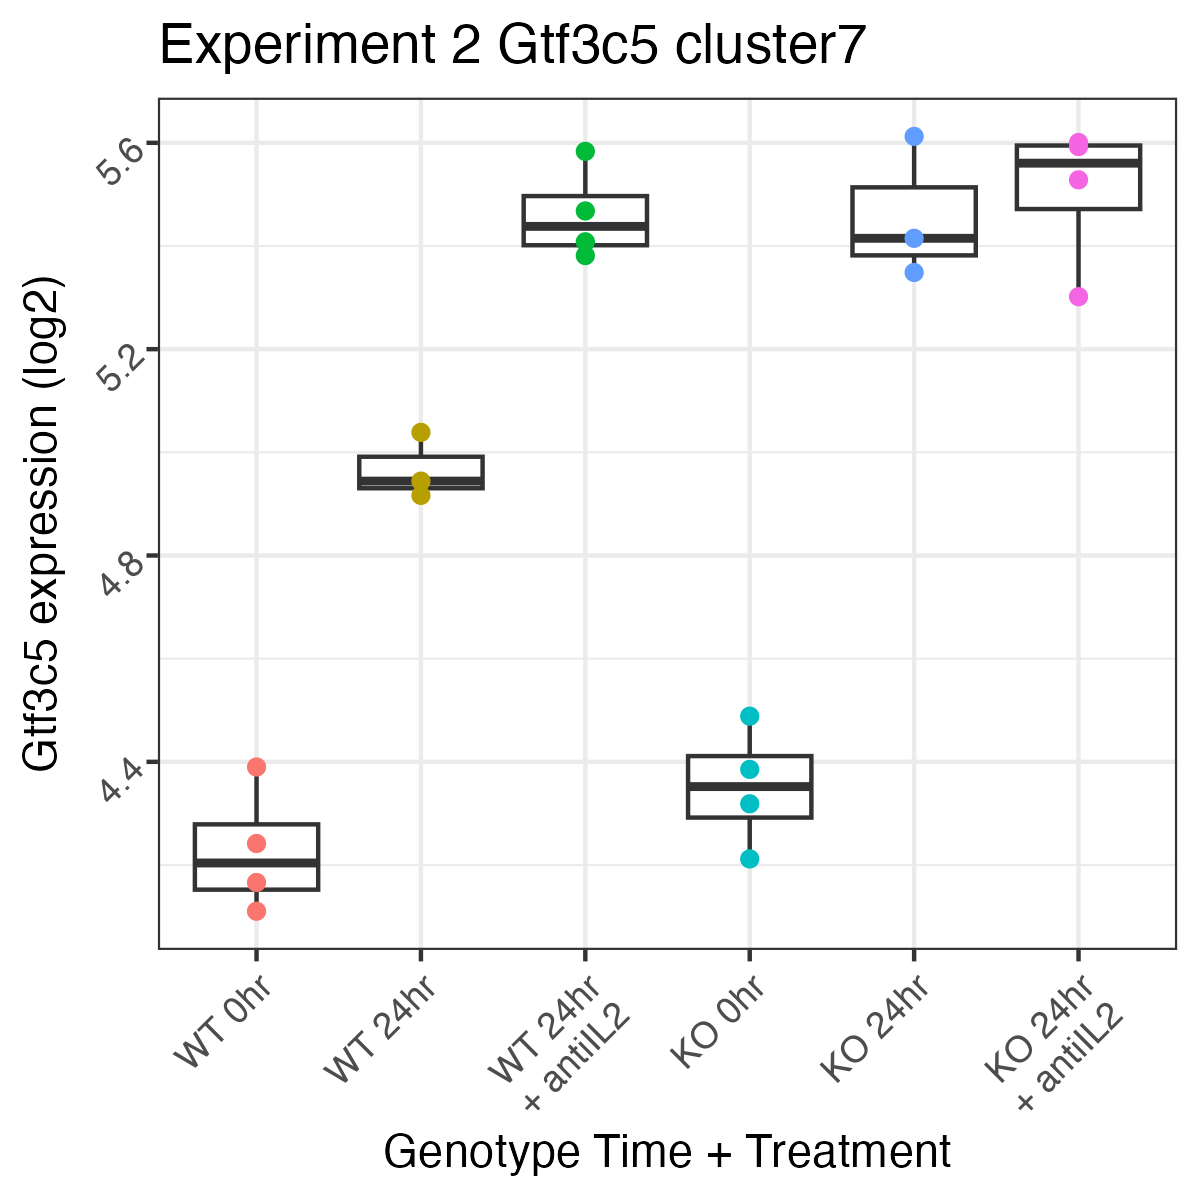 Experiment 2 Gtf3c5 cluster7
Gtf3c5 expression (log2)
5.6
5.2
4.8
4.4
WT 0hr
WT 24hr
WT 24hr
+ antiIL2
KO 0hr
KO 24hr
KO 24hr
+ antiIL2
Genotype Time + Treatment